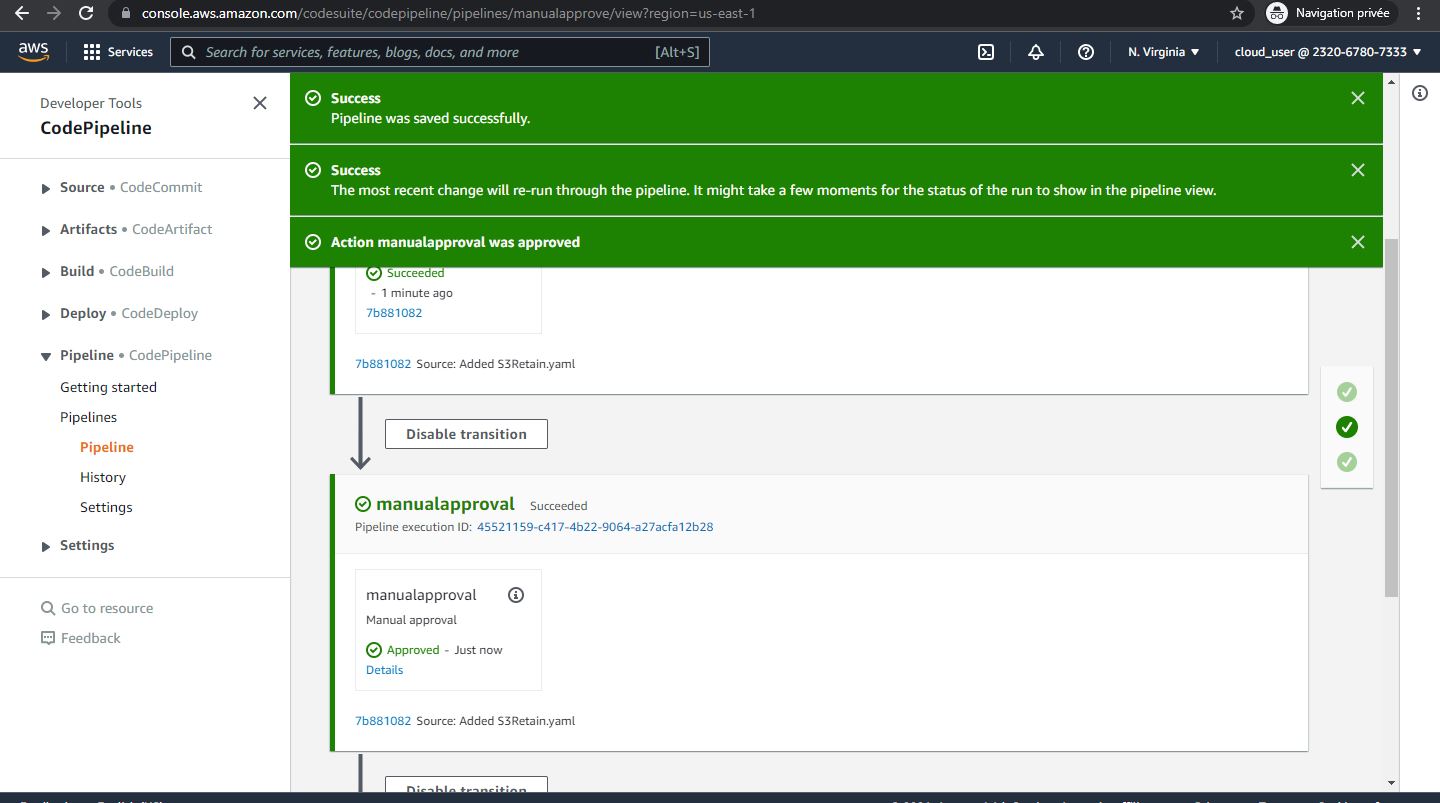 console.aws.amazon.com/codesuite/codepipeline/pipelines/manualapprove/view?region=us-east-1
Navigation privée
aws
Services
Search for services, features, blogs, docs, and more [Alt+S]
N. Virginia
cloud_user @ 2320-6780-7333
Developer Tools
CodePipeline
Source • CodeCommit
Artifacts • CodeArtifact
Build • CodeBuild
Deploy • CodeDeploy
Pipeline • CodePipeline
Getting started
Pipelines
Pipeline
History
Settings
Settings
Go to resource
Feedback
Success
Pipeline was saved successfully.
Success
The most recent change will re-run through the pipeline. It might take a few moments for the status of the run to show in the pipeline view.
Action manualapproval was approved
Succeeded
- 1 minute ago
7b881082
7b881082 Source: Added S3Retain.yaml
Disable transition
manualapproval Succeeded
Pipeline execution ID: 45521159-c417-4b22-9064-a27acfa12b28
manualapproval
Manual approval
Approved - Just now
Details
7b881082 Source: Added S3Retain.yaml
Disable transition